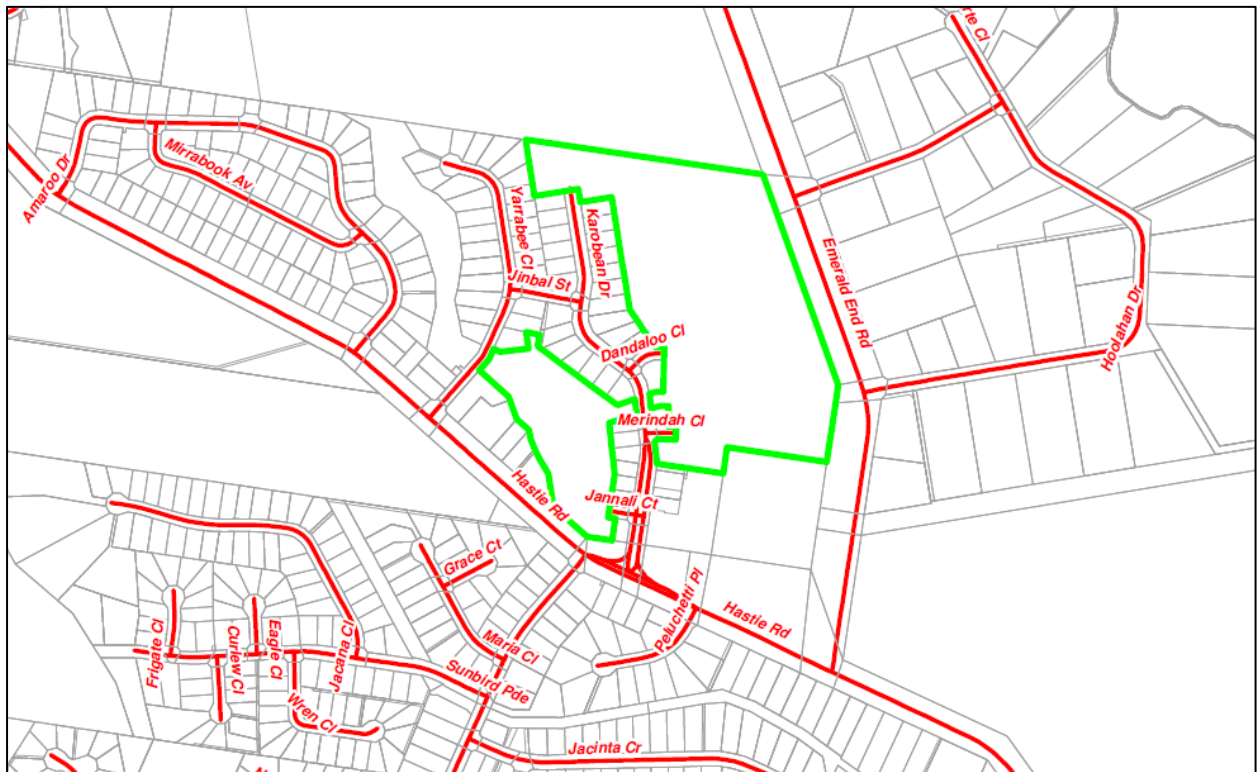 rte Cl
Mirrabook Av
Amaroo Dr
Yarrabee Cl
Karobean Dr
Jinbal St
Emerald End Rd
Hoolahan Dr
Dandaloo Cl
Merindah Cl
Hastie Rd
Jannali Ct
Grace Ct
Peluchetti Pl
Hastie Rd
Maria Cl
Frigate Cl
Curlew Cl
Eagle Cl
Jacana Cl
Sunbird Pde
Wren Cl
Jacinta Cr